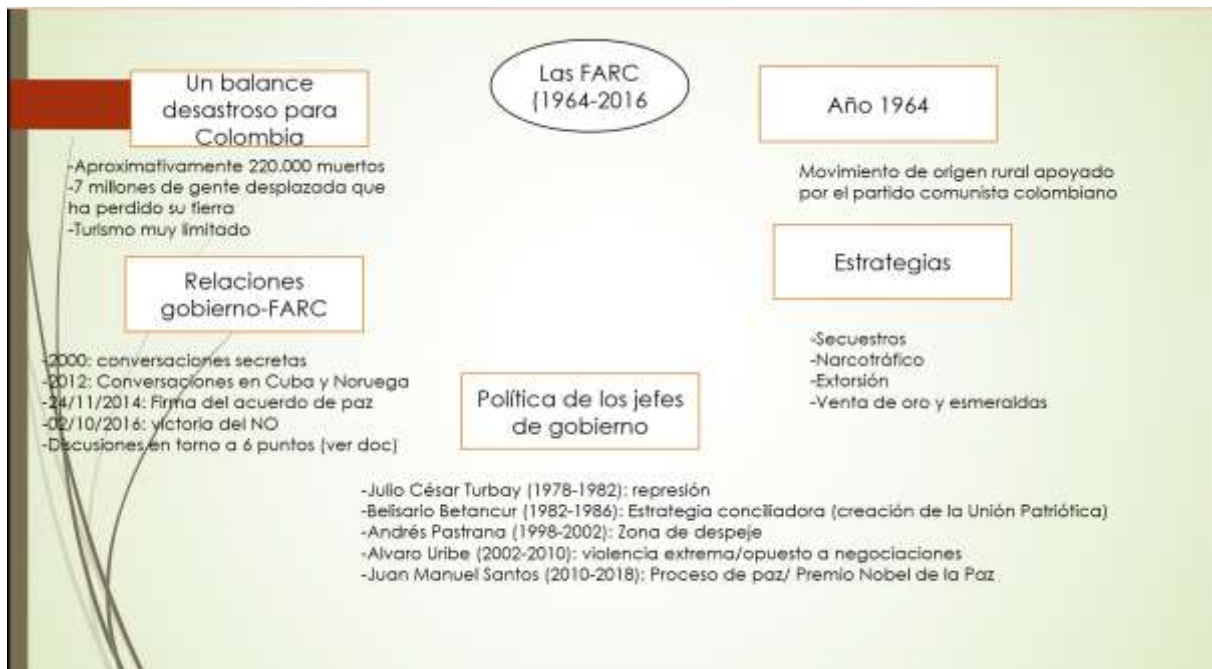 Las FARC
(1964-2016
Un balance
desastroso para
Colombia
-Aproximativamente 220.000 muertos
-7 millones de gente desplazada que
ha perdido su tierra
-Turismo muy limitado
Relaciones
gobierno-FARC
-2000: conversaciones secretas
-2012: Conversaciones en Cuba y Noruega
-24/11/2014: Firma del acuerdo de paz
-02/10/2016: victoria del NO
-Discusiones en torno a 6 puntos (ver doc)
Año 1964
Movimiento de origen rural apoyado
por el partido comunista colombiano
Estrategias
-Secuestros
-Narcotráfico
-Extorsión
-Venta de oro y esmeraldas
Política de los jefes
de gobierno
-Julio César Turbay (1978-1982): represión
-Belisario Betancur (1982-1986): Estrategia conciliadora (creación de la Unión Patriótica)
-Andrés Pastrana (1998-2002): Zona de despeje
-Alvaro Uribe (2002-2010): violencia extrema/opuesto a negociaciones
-Juan Manuel Santos (2010-2018): Proceso de paz/ Premio Nobel de la Paz